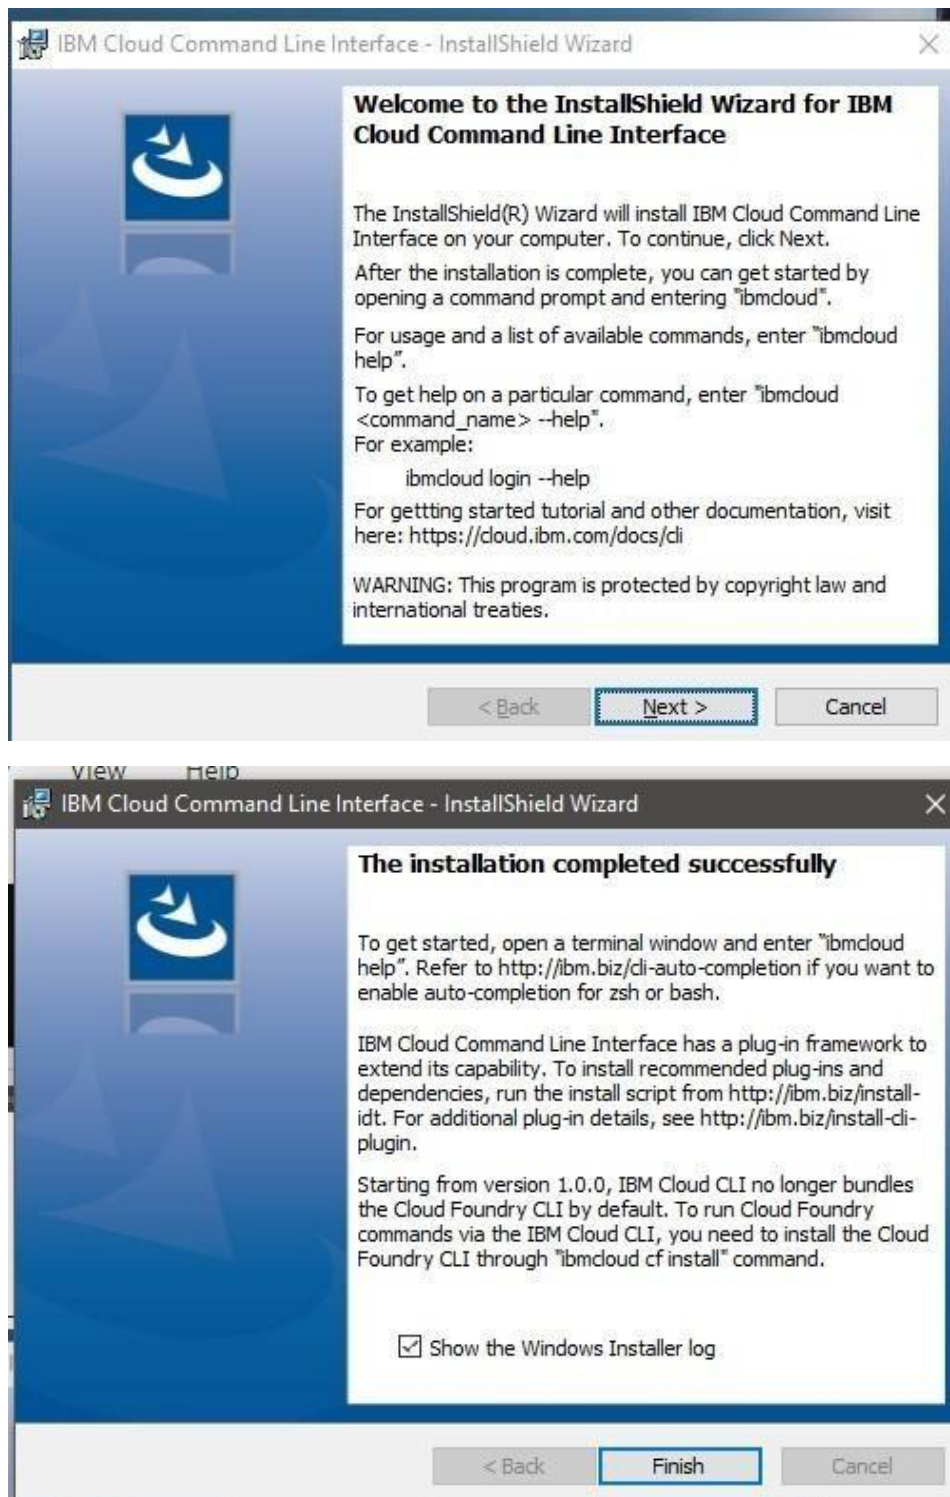 IBM Cloud Command Line Interface - InstallShield Wizard
Welcome to the InstallShield Wizard for IBM
Cloud Command Line Interface
The InstallShield(R) Wizard will install IBM Cloud Command Line
Interface on your computer. To continue, click Next.
After the installation is complete, you can get started by
opening a command prompt and entering "ibmcloud".
For usage and a list of available commands, enter "ibmcloud
help".
To get help on a particular command, enter "ibmcloud
<command_name> --help".
For example:
ibmcloud login --help
For gettting started tutorial and other documentation, visit
here: https://cloud.ibm.com/docs/cli
WARNING: This program is protected by copyright law and
international treaties.
< Back Next > Cancel
View Help
IBM Cloud Command Line Interface - InstallShield Wizard
The installation completed successfully
To get started, open a terminal window and enter "ibmcloud
help". Refer to http://ibm.biz/cli-auto-completion if you want to
enable auto-completion for zsh or bash.
IBM Cloud Command Line Interface has a plug-in framework to
extend its capability. To install recommended plug-ins and
dependencies, run the install script from http://ibm.biz/install-
idt. For additional plug-in details, see http://ibm.biz/install-cli-
plugin.
Starting from version 1.0.0, IBM Cloud CLI no longer bundles
the Cloud Foundry CLI by default. To run Cloud Foundry
commands via the IBM Cloud CLI, you need to install the Cloud
Foundry CLI through "ibmcloud cf install" command.
Show the Windows Installer log
< Back Finish Cancel